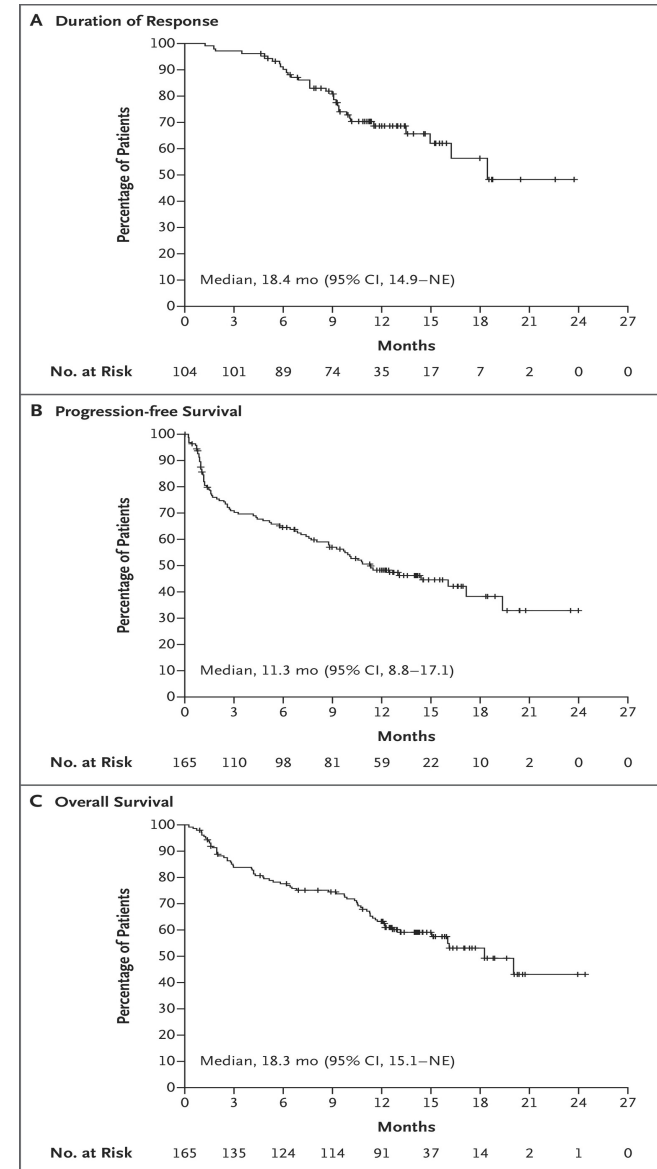 A Duration of Response
Percentage of Patients
100
90
80
70
60
50
40
30
20
10
0
Median, 18.4 mo (95% CI, 14.9–NE)
0 3 6 9 12 15 18 21 24 27
Months
No. at Risk 104 101 89 74 35 17 7 2 0 0
B Progression-free Survival
Percentage of Patients
100
90
80
70
60
50
40
30
20
10
0
Median, 11.3 mo (95% CI, 8.8–17.1)
0 3 6 9 12 15 18 21 24 27
Months
No. at Risk 165 110 98 81 59 22 10 2 0 0
C Overall Survival
Percentage of Patients
100
90
80
70
60
50
40
30
20
10
0
Median, 18.3 mo (95% CI, 15.1–NE)
0 3 6 9 12 15 18 21 24 27
Months
No. at Risk 165 135 124 114 91 37 14 2 1 0